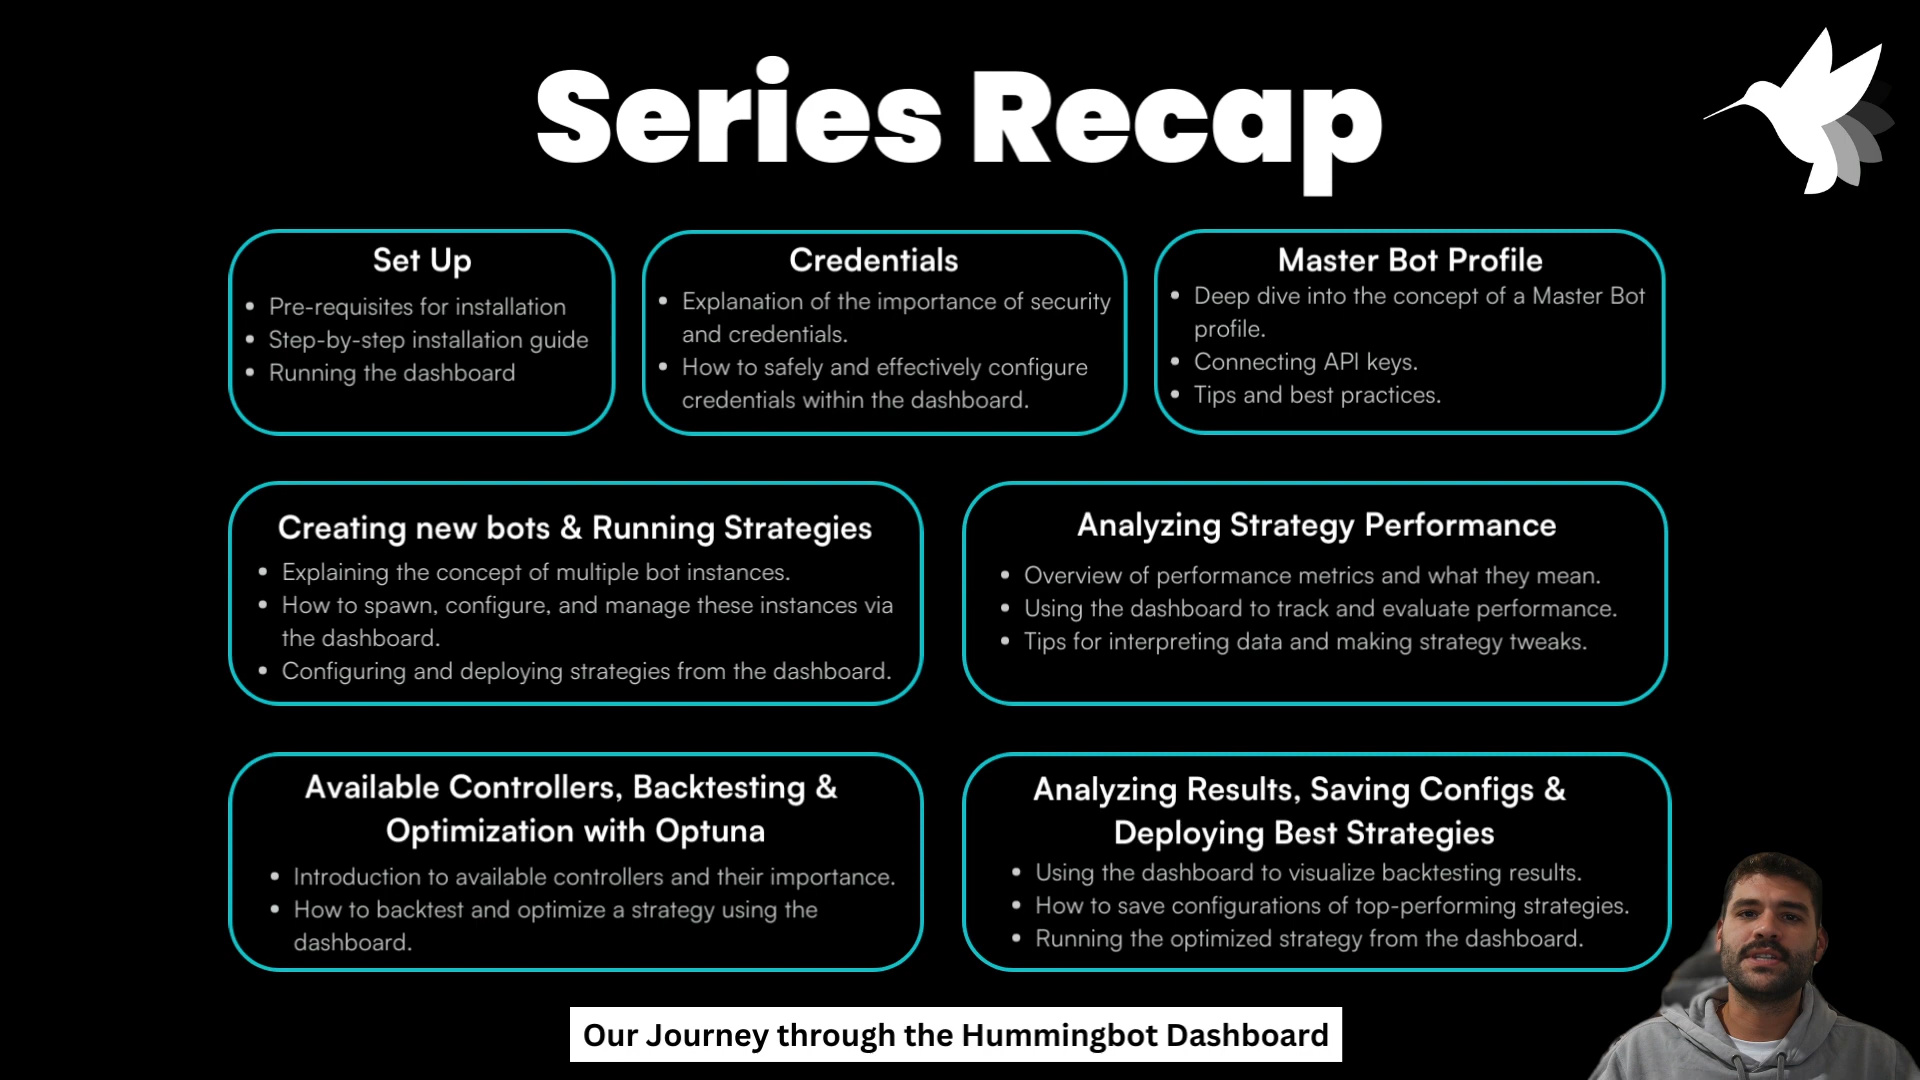 Series Recap
Set Up
• Pre-requisites for installation
• Step-by-step installation guide
• Running the dashboard
Credentials
• Explanation of the importance of security
and credentials.
• How to safely and effectively configure
credentials within the dashboard.
Master Bot Profile
• Deep dive into the concept of a Master Bot
profile.
• Connecting API keys.
• Tips and best practices.
Creating new bots & Running Strategies
• Explaining the concept of multiple bot instances.
• How to spawn, configure, and manage these instances via
the dashboard.
• Configuring and deploying strategies from the dashboard.
Analyzing Strategy Performance
• Overview of performance metrics and what they mean.
• Using the dashboard to track and evaluate performance.
• Tips for interpreting data and making strategy tweaks.
Available Controllers, Backtesting &
Optimization with Optuna
• Introduction to available controllers and their importance.
• How to backtest and optimize a strategy using the
dashboard.
Analyzing Results, Saving Configs &
Deploying Best Strategies
• Using the dashboard to visualize backtesting results.
• How to save configurations of top-performing strategies.
• Running the optimized strategy from the dashboard.
Our Journey through the Hummingbot Dashboard